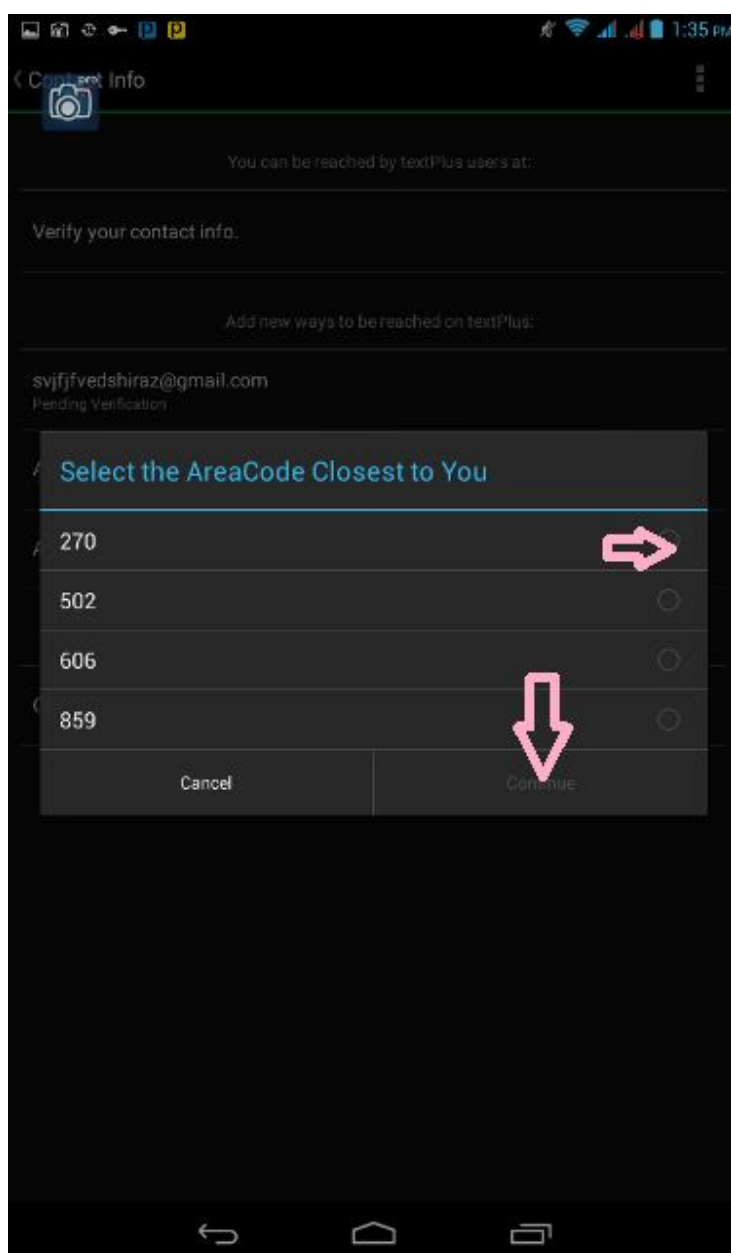 1:35 PM
Contact Info
You can be reached by textPlus users at:
Verify your contact info.
Add new ways to be reached on textPlus:
svjfjfvedshiraz@gmail.com
Pending Verification
Select the AreaCode Closest to You
270
502
606
859
Cancel
Continue